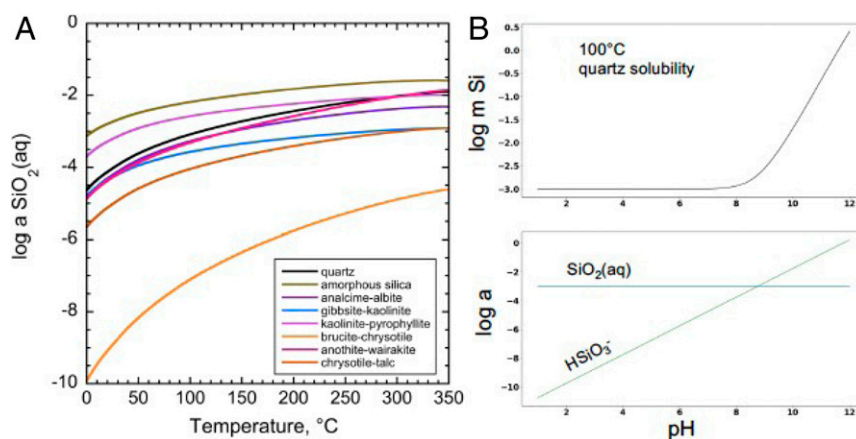 A
log a SiO2(aq)
0
-2
-4
-6
-8
-10
quartz
amorphous silica
analcime-albite
gibbsite-kaolinite
kaolinite-pyrophyllite
brucite-chrysotile
anothite-wairakite
chrysotile-talc
0 50 100 150 200 250 300 350
Temperature, °C
B
log m Si
0.5
0.0
-0.5
-1.0
-1.5
-2.0
-2.5
-3.0
100°C
quartz solubility
2 4 6 8 10 12
log a
0
-2
-4
-6
-8
-10
SiO2(aq)
HSiO3-
2 4 6 8 10 12
pH